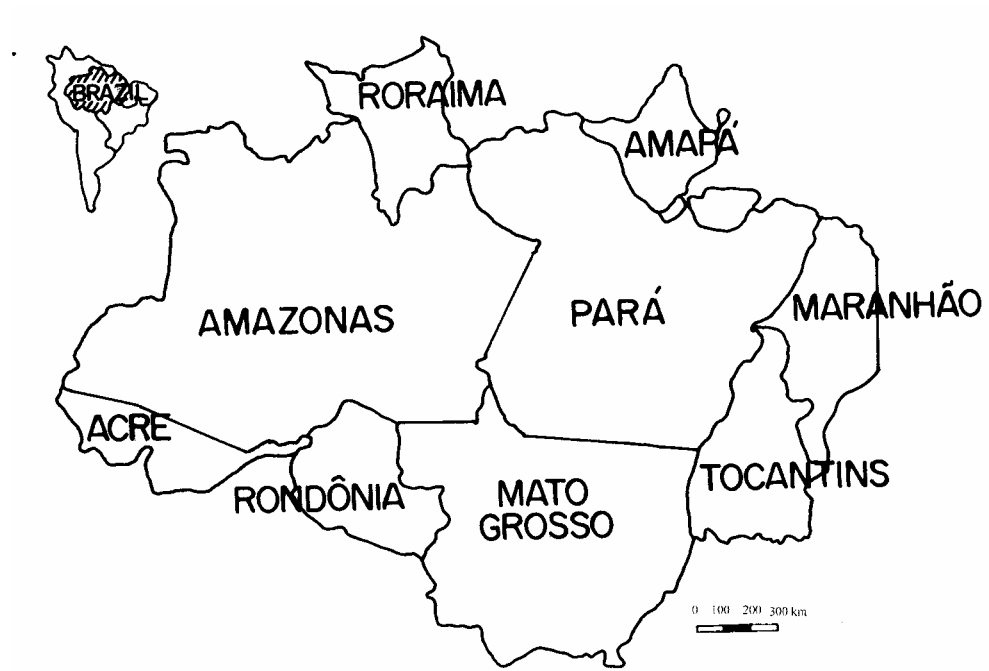 BRAZIL
RORAIMA
AMAPÁ
AMAZONAS
PARÁ
MARANHÃO
ACRE
RONDÔNIA
MATO
GROSSO
TOCANTINS
0 100 200 300 km